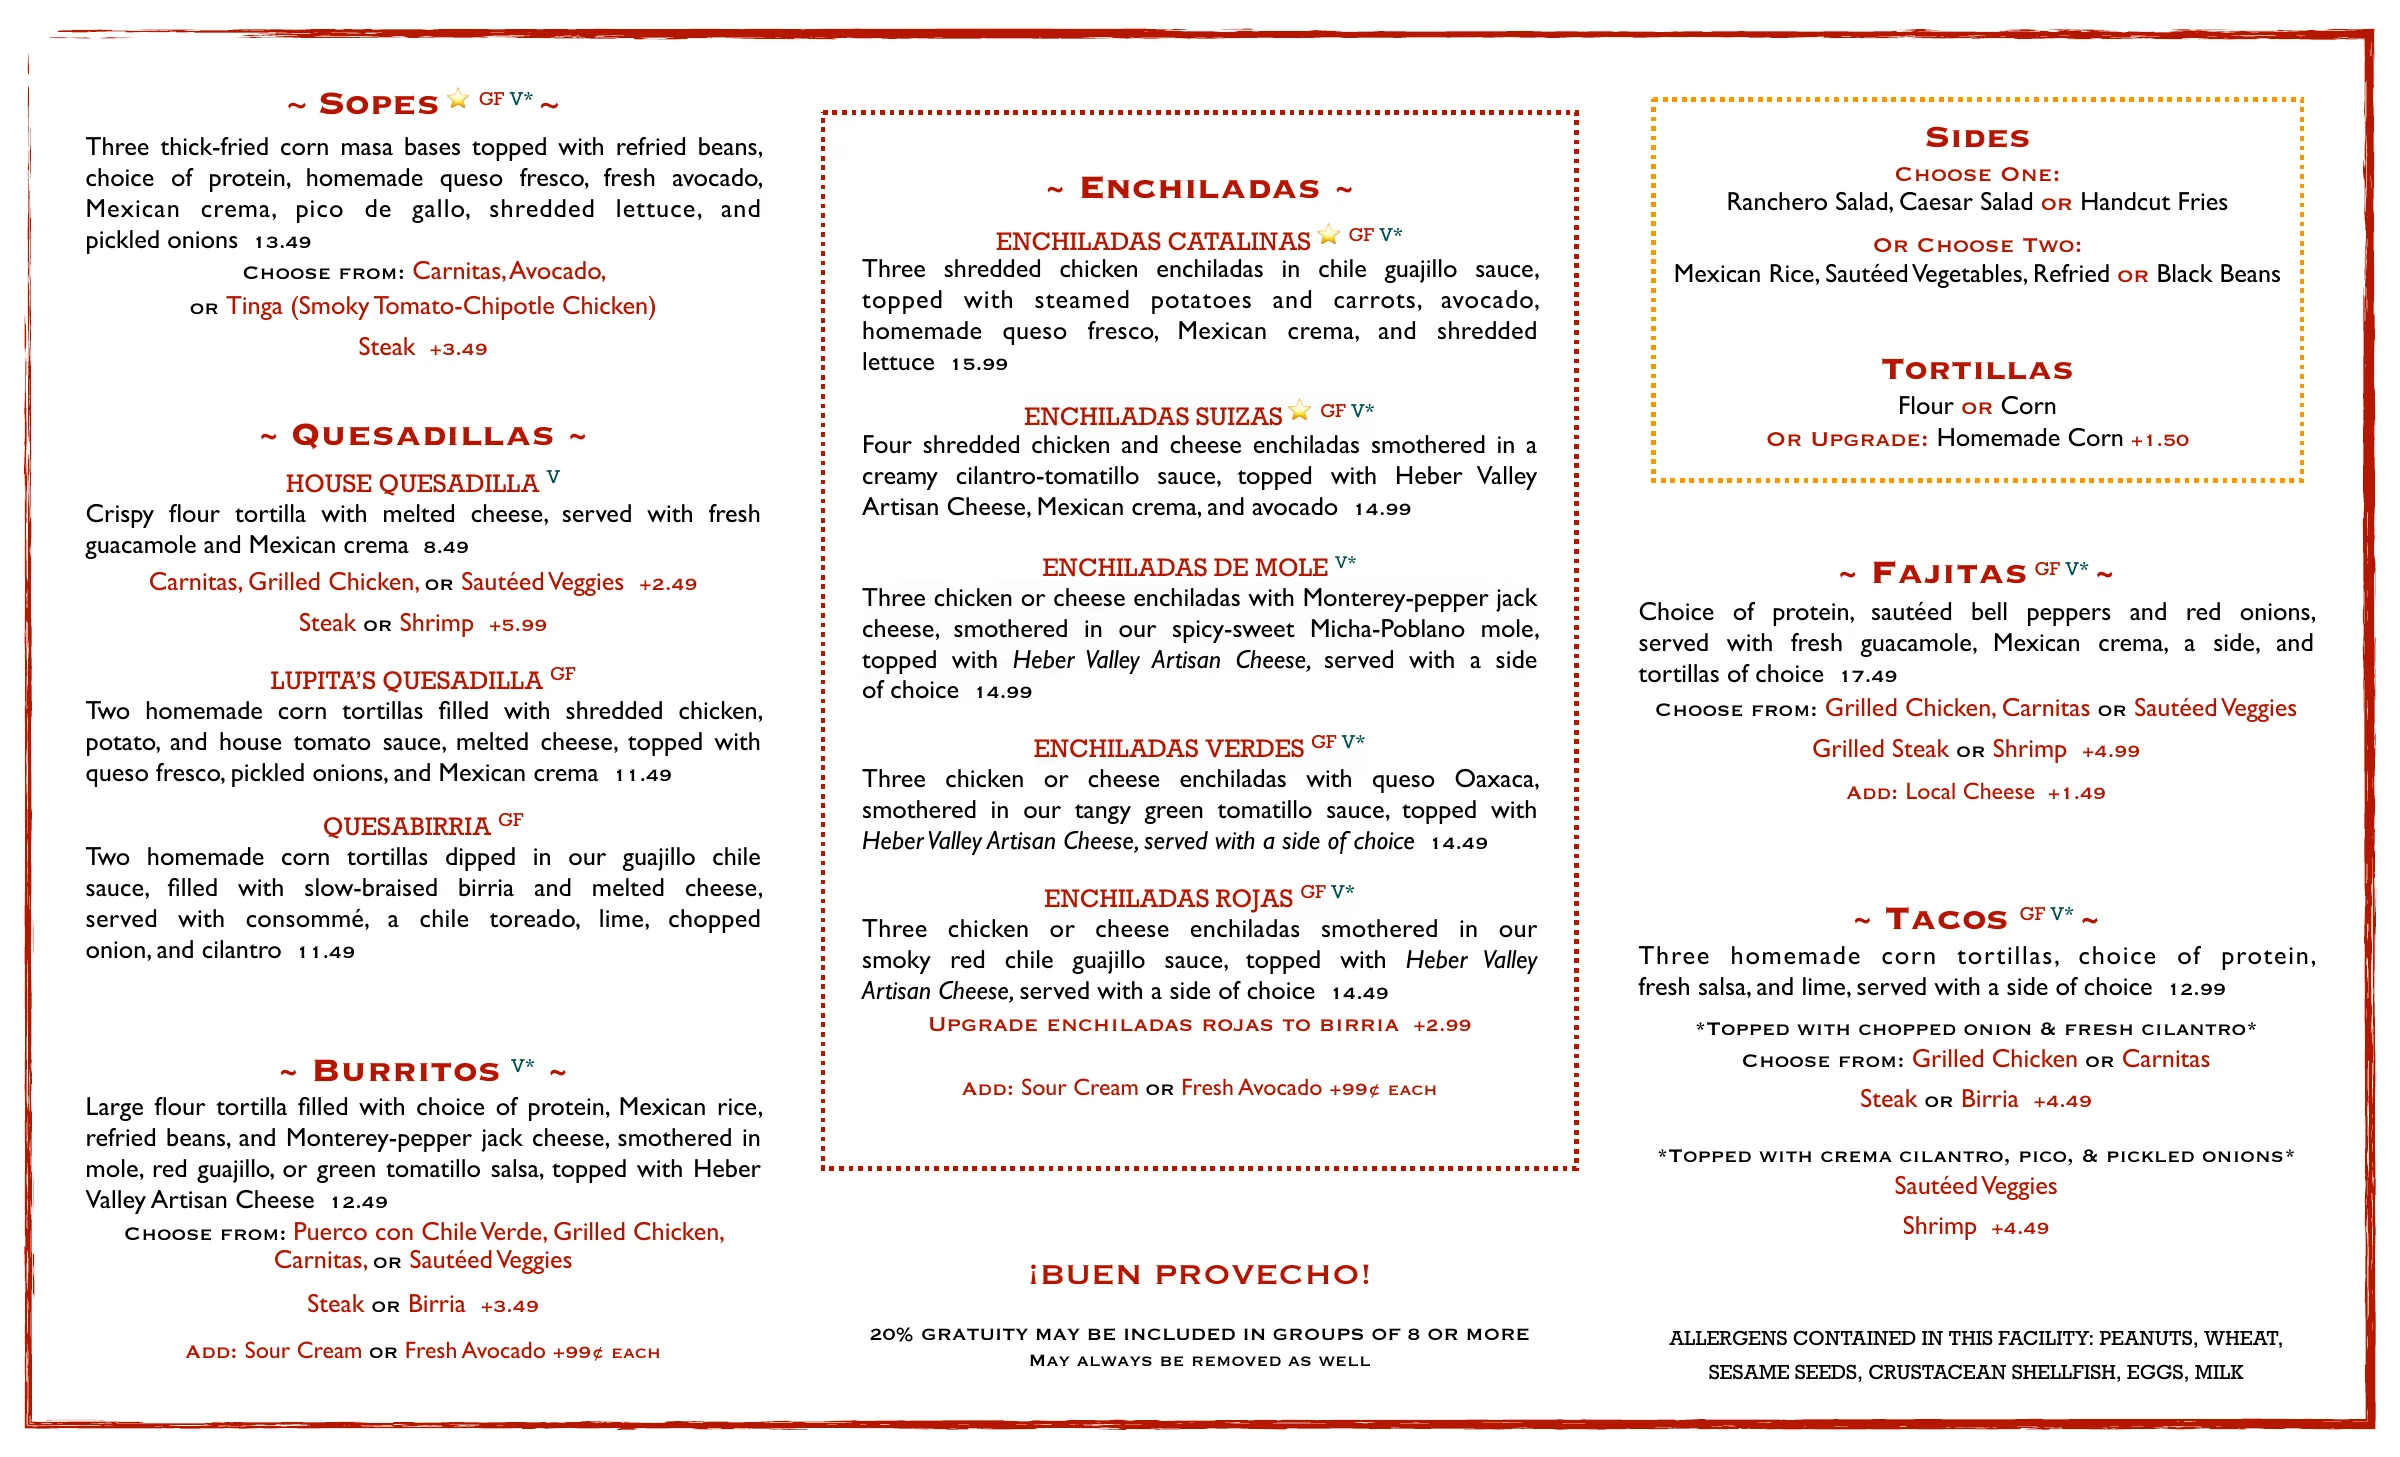 ~ SOPES ⭐ GF V* ~
Three thick-fried corn masa bases topped with refried beans,
choice of protein, homemade queso fresco, fresh avocado,
Mexican crema, pico de gallo, shredded lettuce, and
pickled onions 13.49
CHOOSE FROM: Carnitas, Avocado,
OR Tinga (Smoky Tomato-Chipotle Chicken)
Steak +3.49
~ QUESADILLAS ~
HOUSE QUESADILLA V
Crispy flour tortilla with melted cheese, served with fresh
guacamole and Mexican crema 8.49
Carnitas, Grilled Chicken, OR Sautéed Veggies +2.49
Steak OR Shrimp +5.99
LUPITA'S QUESADILLA GF
Two homemade corn tortillas filled with shredded chicken,
potato, and house tomato sauce, melted cheese, topped with
queso fresco, pickled onions, and Mexican crema 11.49
QUESABIRRIA GF
Two homemade corn tortillas dipped in our guajillo chile
sauce, filled with slow-braised birria and melted cheese,
served with consommé, a chile toreado, lime, chopped
onion, and cilantro 11.49
~ BURRITOS V* ~
Large flour tortilla filled with choice of protein, Mexican rice,
refried beans, and Monterey-pepper jack cheese, smothered in
mole, red guajillo, or green tomatillo salsa, topped with Heber
Valley Artisan Cheese 12.49
CHOOSE FROM: Puerco con Chile Verde, Grilled Chicken,
Carnitas, OR Sautéed Veggies
Steak OR Birria +3.49
ADD: Sour Cream OR Fresh Avocado +99¢ EACH
~ ENCHILADAS ~
ENCHILADAS CATALINAS ⭐ GF V*
Three shredded chicken enchiladas in chile guajillo sauce,
topped with steamed potatoes and carrots, avocado,
homemade queso fresco, Mexican crema, and shredded
lettuce 15.99
ENCHILADAS SUIZAS ⭐ GF V*
Four shredded chicken and cheese enchiladas smothered in a
creamy cilantro-tomatillo sauce, topped with Heber Valley
Artisan Cheese, Mexican crema, and avocado 14.99
ENCHILADAS DE MOLE V*
Three chicken or cheese enchiladas with Monterey-pepper jack
cheese, smothered in our spicy-sweet Micha-Poblano mole,
topped with Heber Valley Artisan Cheese, served with a side
of choice 14.99
ENCHILADAS VERDES GF V*
Three chicken or cheese enchiladas with queso Oaxaca,
smothered in our tangy green tomatillo sauce, topped with
Heber Valley Artisan Cheese, served with a side of choice 14.49
ENCHILADAS ROJAS GF V*
Three chicken or cheese enchiladas smothered in our
smoky red chile guajillo sauce, topped with Heber Valley
Artisan Cheese, served with a side of choice 14.49
UPGRADE ENCHILADAS ROJAS TO BIRRIA +2.99
ADD: Sour Cream OR Fresh Avocado +99¢ EACH
¡BUEN PROVECHO!
20% GRATUITY MAY BE INCLUDED IN GROUPS OF 8 OR MORE
MAY ALWAYS BE REMOVED AS WELL
SIDES
CHOOSE ONE:
Ranchero Salad, Caesar Salad OR Handcut Fries
OR CHOOSE TWO:
Mexican Rice, Sautéed Vegetables, Refried OR Black Beans
TORTILLAS
Flour OR Corn
OR UPGRADE: Homemade Corn +1.50
~ FAJITAS GF V* ~
Choice of protein, sautéed bell peppers and red onions,
served with fresh guacamole, Mexican crema, a side, and
tortillas of choice 17.49
CHOOSE FROM: Grilled Chicken, Carnitas OR Sautéed Veggies
Grilled Steak OR Shrimp +4.99
ADD: Local Cheese +1.49
~ TACOS GF V* ~
Three homemade corn tortillas, choice of protein,
fresh salsa, and lime, served with a side of choice 12.99
*TOPPED WITH CHOPPED ONION & FRESH CILANTRO*
CHOOSE FROM: Grilled Chicken OR Carnitas
Steak OR Birria +4.49
*TOPPED WITH CREMA CILANTRO, PICO, & PICKLED ONIONS*
Sautéed Veggies
Shrimp +4.49
ALLERGENS CONTAINED IN THIS FACILITY: PEANUTS, WHEAT,
SESAME SEEDS, CRUSTACEAN SHELLFISH, EGGS, MILK